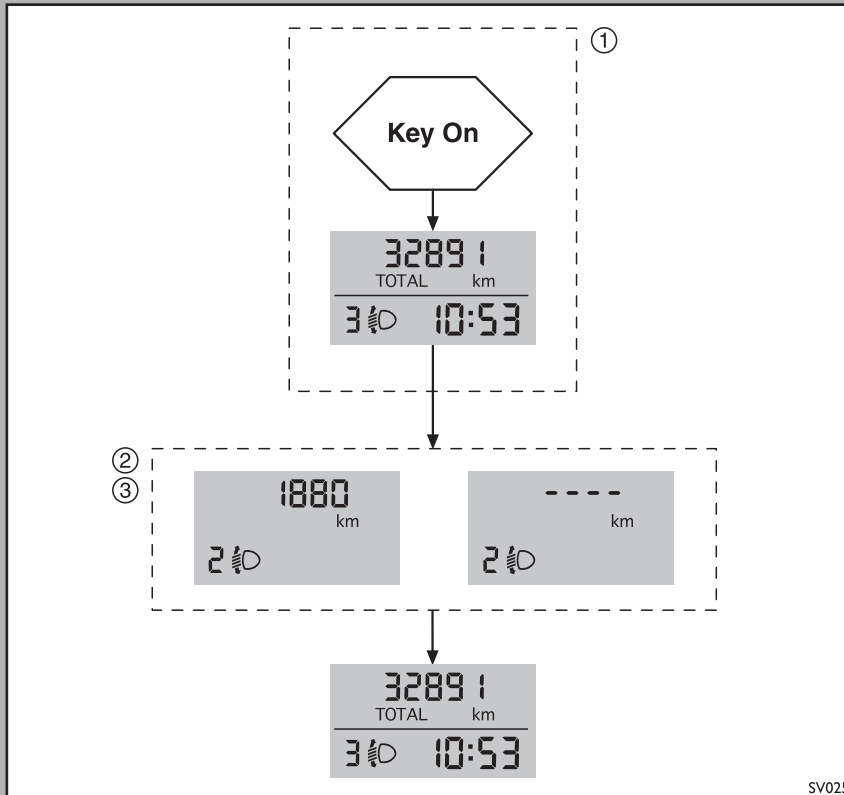 ①
Key On
32891
TOTAL km
3 10:53
②
③
1880
km
2
- - - -
km
2
32891
TOTAL km
3 10:53
SV025